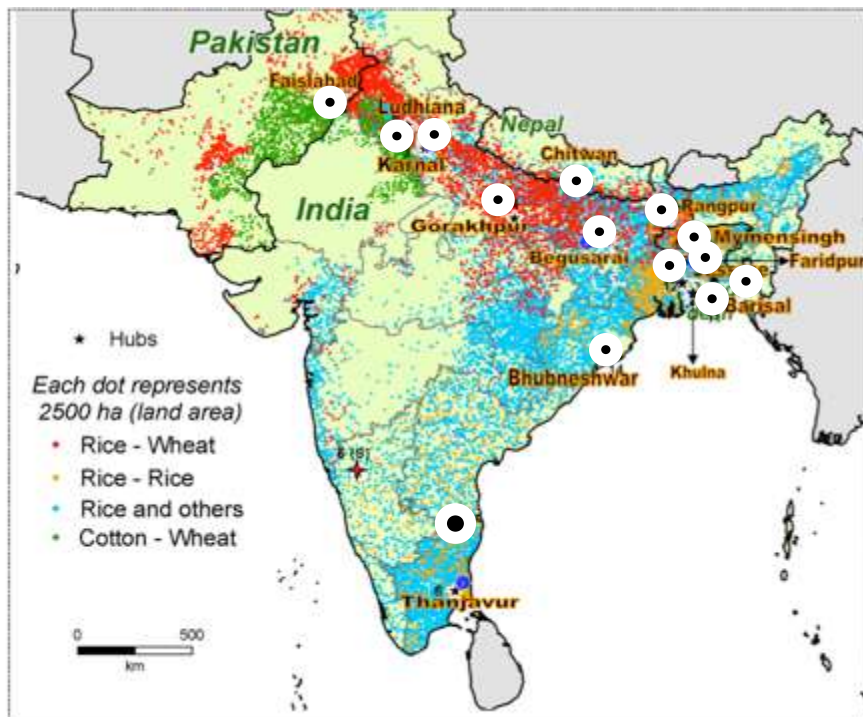 Pakistan
Faislabad
Ludhiana
Nepal
Karnal
Chitwan
India
Rangpur
Gorakhpur
Mymensingh
Begusarai
Faridpur
Barisal
Hubs
Bhubneshwar
Khulna
Each dot represents
2500 ha (land area)
Rice - Wheat
Rice - Rice
Rice and others
Cotton - Wheat
Thanjavur
0 500
km